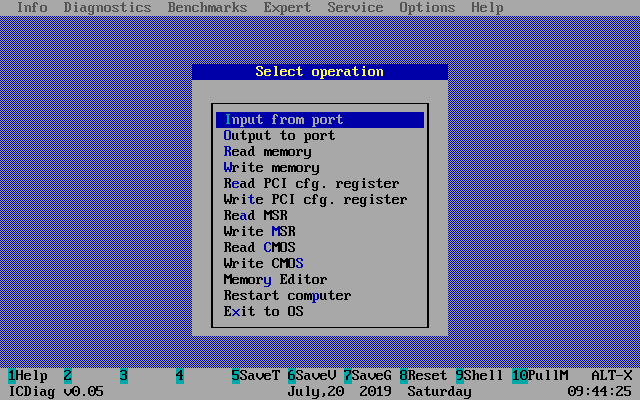 Info Diagnostics Benchmarks Expert Service Options Help
Select operation
Input from port
Output to port
Read memory
Write memory
Read PCI cfg. register
Write PCI cfg. register
Read MSR
Write MSR
Read CMOS
Write CMOS
Memory Editor
Restart computer
Exit to OS
1Help 2 3 4 5SaveT 6SaveV 7SaveG 8Reset 9Shell 10PullM ALT-X
ICDiag v0.05 July,20 2019 Saturday 09:44:25